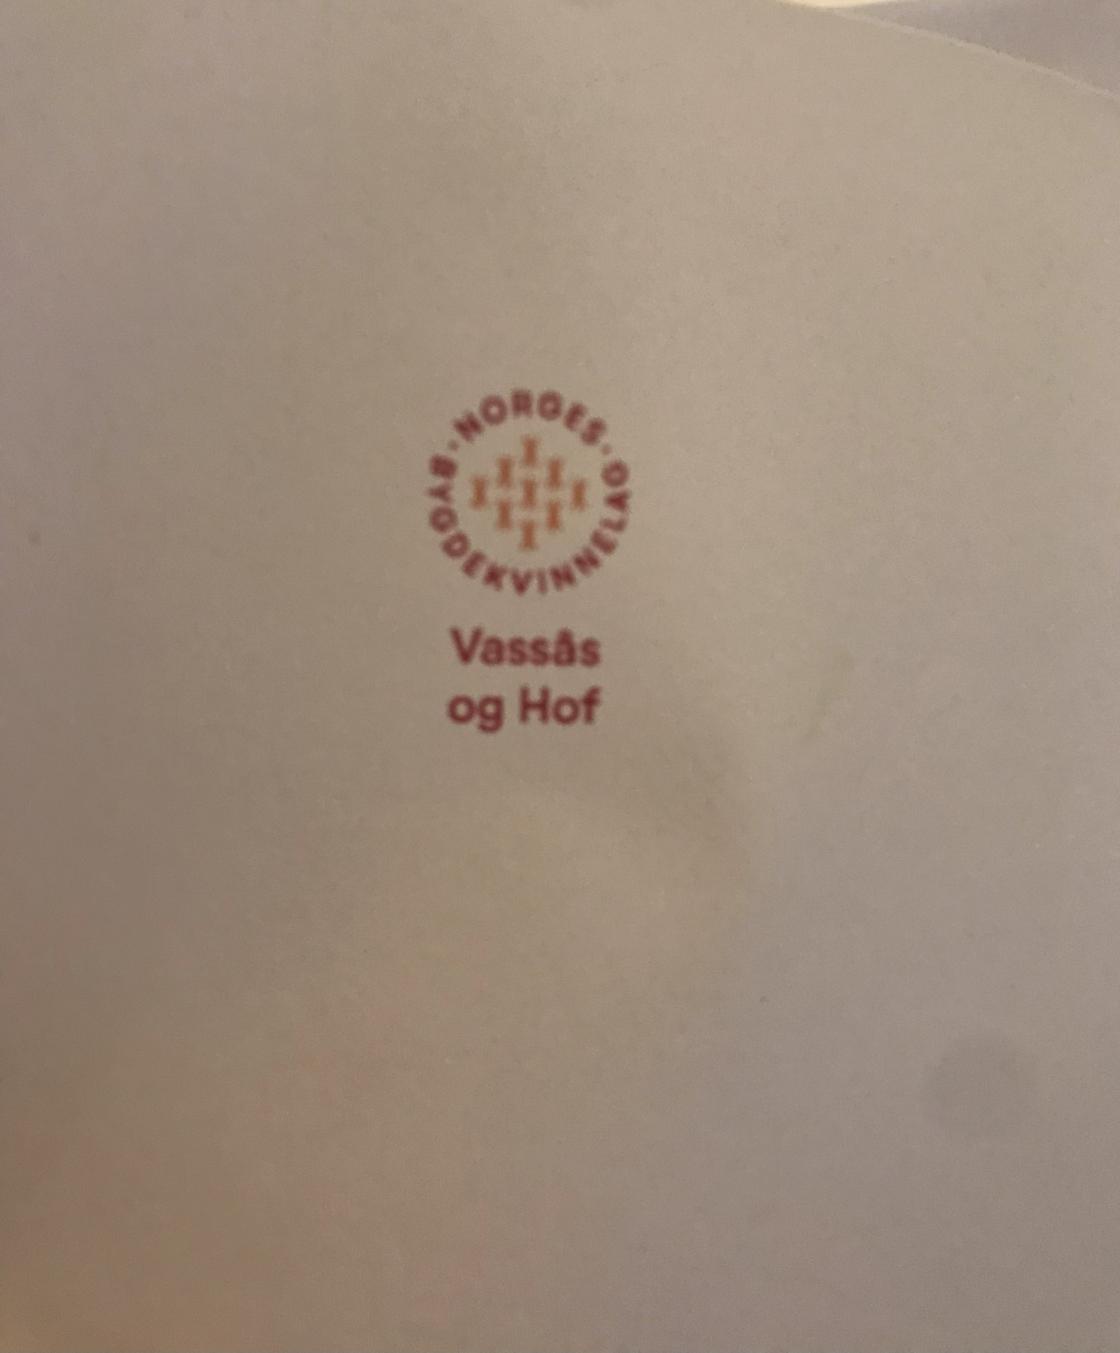 NORGES · BYGDEKVINNELAG ·
Vassås
og Hof